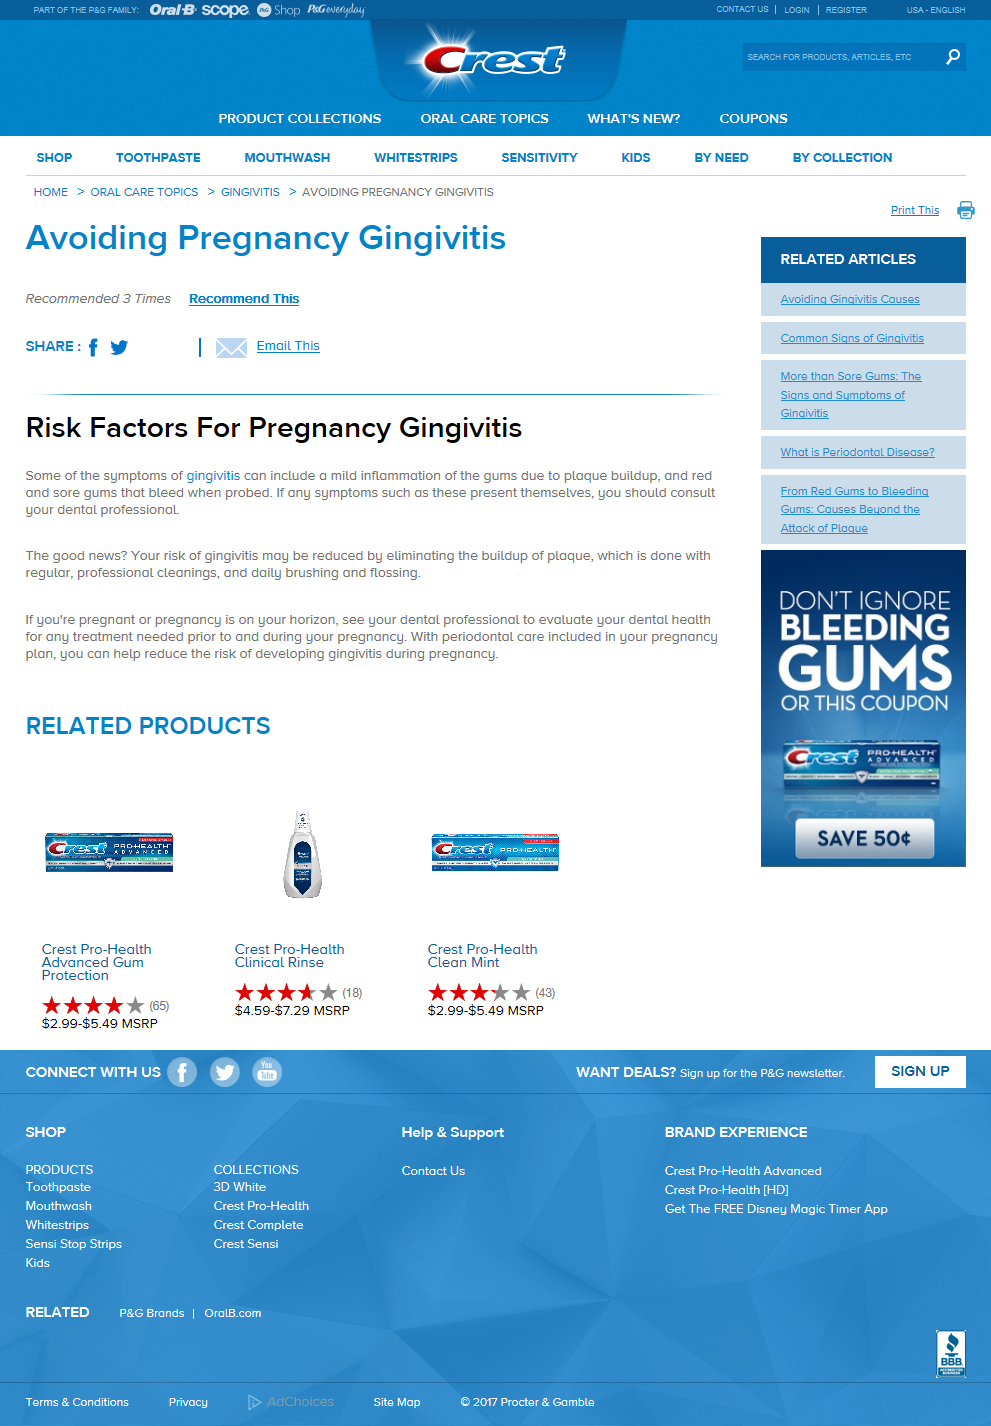 PART OF THE P&G FAMILY: Oral-B scope P&G Shop P&G everyday
CONTACT US | LOGIN | REGISTER USA - ENGLISH
Crest
SEARCH FOR PRODUCTS, ARTICLES, ETC
PRODUCT COLLECTIONS ORAL CARE TOPICS WHAT'S NEW? COUPONS
SHOP TOOTHPASTE MOUTHWASH WHITESTRIPS SENSITIVITY KIDS BY NEED BY COLLECTION
HOME > ORAL CARE TOPICS > GINGIVITIS > AVOIDING PREGNANCY GINGIVITIS
Print This
Avoiding Pregnancy Gingivitis
Recommended 3 Times Recommend This
SHARE : | Email This
Risk Factors For Pregnancy Gingivitis
Some of the symptoms of gingivitis can include a mild inflammation of the gums due to plaque buildup, and red
and sore gums that bleed when probed. If any symptoms such as these present themselves, you should consult
your dental professional.
The good news? Your risk of gingivitis may be reduced by eliminating the buildup of plaque, which is done with
regular, professional cleanings, and daily brushing and flossing.
If you're pregnant or pregnancy is on your horizon, see your dental professional to evaluate your dental health
for any treatment needed prior to and during your pregnancy. With periodontal care included in your pregnancy
plan, you can help reduce the risk of developing gingivitis during pregnancy.
RELATED ARTICLES
Avoiding Gingivitis Causes
Common Signs of Gingivitis
More than Sore Gums: The
Signs and Symptoms of
Gingivitis
What is Periodontal Disease?
From Red Gums to Bleeding
Gums: Causes Beyond the
Attack of Plaque
DON'T IGNORE
BLEEDING
GUMS
OR THIS COUPON
Crest PRO-HEALTH
ADVANCED
SAVE 50¢
RELATED PRODUCTS
Crest PRO-HEALTH
ADVANCED
Crest PRO-HEALTH
Crest Pro-Health
Advanced Gum
Protection
(65)
$2.99-$5.49 MSRP
Crest Pro-Health
Clinical Rinse
(18)
$4.59-$7.29 MSRP
Crest Pro-Health
Clean Mint
(43)
$2.99-$5.49 MSRP
CONNECT WITH US You Tube
WANT DEALS? Sign up for the P&G newsletter. SIGN UP
SHOP
PRODUCTS
Toothpaste
Mouthwash
Whitestrips
Sensi Stop Strips
Kids
COLLECTIONS
3D White
Crest Pro-Health
Crest Complete
Crest Sensi
Help & Support
Contact Us
BRAND EXPERIENCE
Crest Pro-Health Advanced
Crest Pro-Health [HD]
Get The FREE Disney Magic Timer App
RELATED P&G Brands | OralB.com
BBB
ACCREDITED
BUSINESS
Terms & Conditions Privacy AdChoices Site Map © 2017 Procter & Gamble